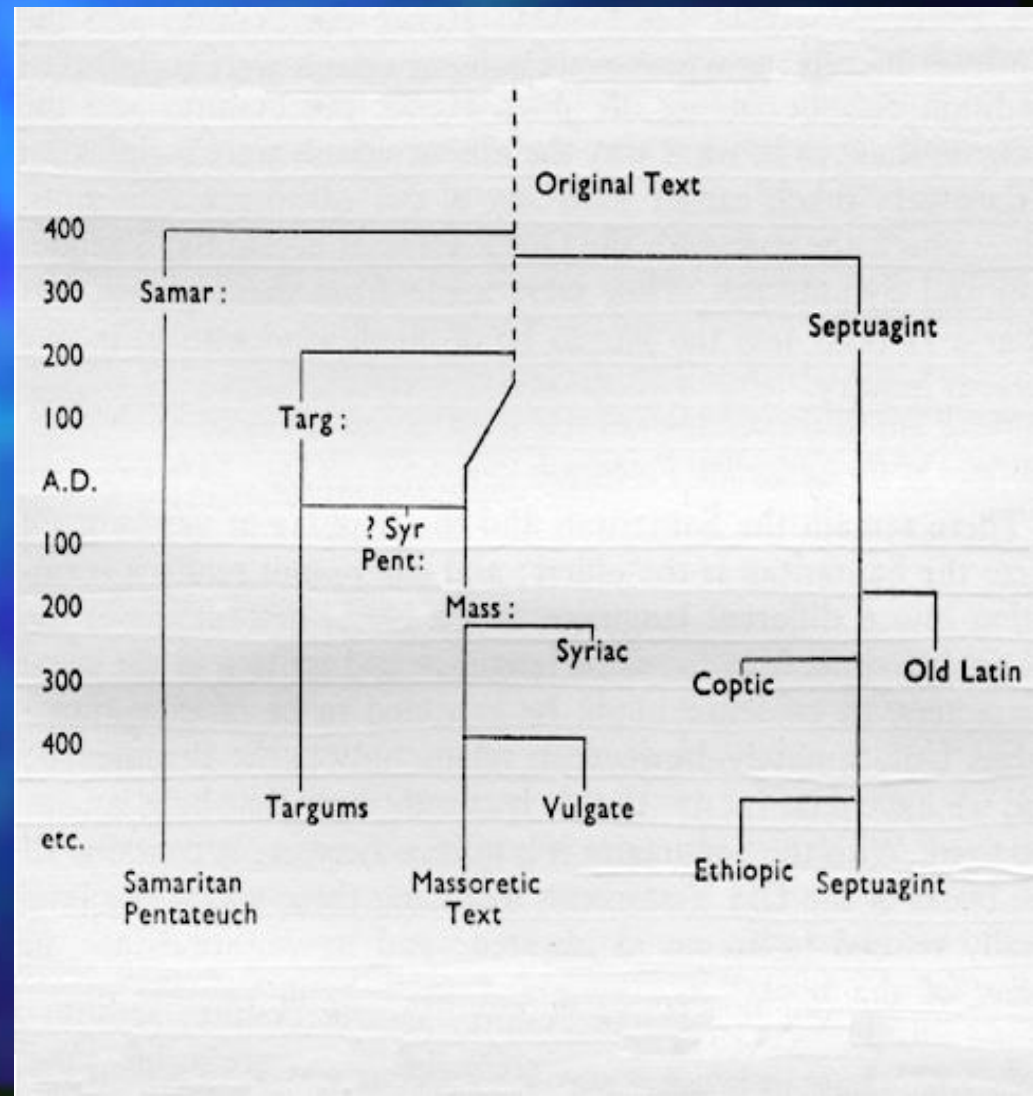 Original Text
400
300
Samar :
Septuagint
200
100
Targ :
A.D.
? Syr
Pent:
100
200
Mass :
Syriac
300
Coptic
Old Latin
400
Targums
Vulgate
etc.
Ethiopic
Septuagint
Samaritan
Pentateuch
Massoretic
Text